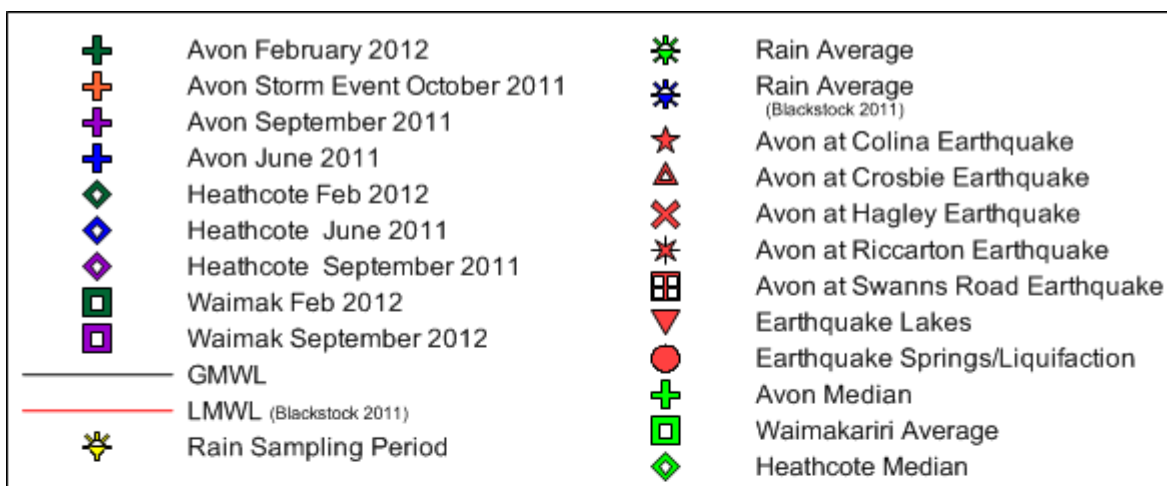 Avon February 2012
Avon Storm Event October 2011
Avon September 2011
Avon June 2011
Heathcote Feb 2012
Heathcote June 2011
Heathcote September 2011
Waimak Feb 2012
Waimak September 2012
GMWL
LMWL (Blackstock 2011)
Rain Sampling Period
Rain Average
Rain Average
(Blackstock 2011)
Avon at Colina Earthquake
Avon at Crosbie Earthquake
Avon at Hagley Earthquake
Avon at Riccarton Earthquake
Avon at Swanns Road Earthquake
Earthquake Lakes
Earthquake Springs/Liquifaction
Avon Median
Waimakariri Average
Heathcote Median